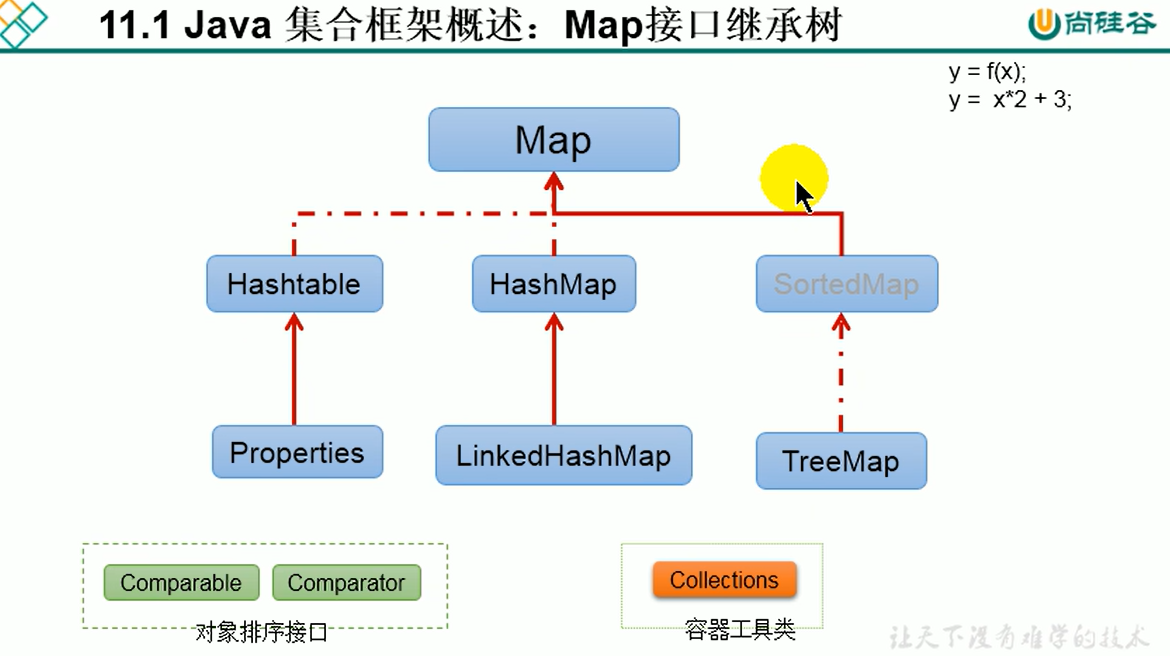 11.1 Java 集合框架概述：Map接口继承树
尚硅谷
y = f(x);
y = x*2 + 3;
Map
Hashtable
HashMap
SortedMap
Properties
LinkedHashMap
TreeMap
Comparable
Comparator
对象排序接口
Collections
容器工具类
让天下没有难学的技术